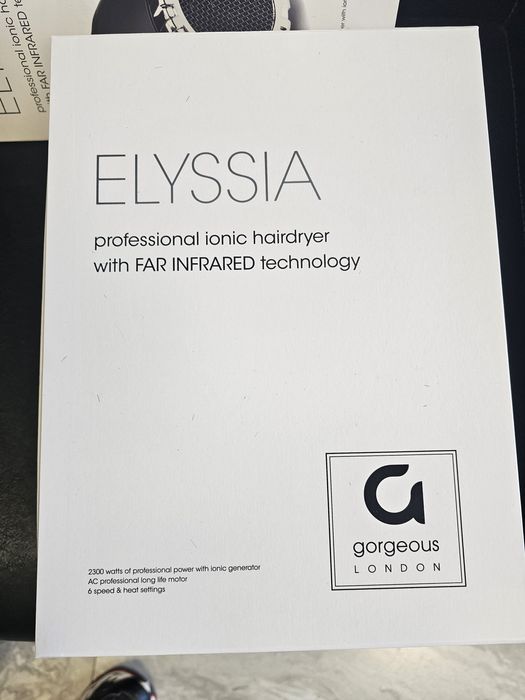 professional ionic
FAR INFRARED
ELYSSIA
professional ionic hairdryer
with FAR INFRARED technology
gorgeous
LONDON
2300 watts of professional power with ionic generator
AC professional long life motor
6 speed & heat settings